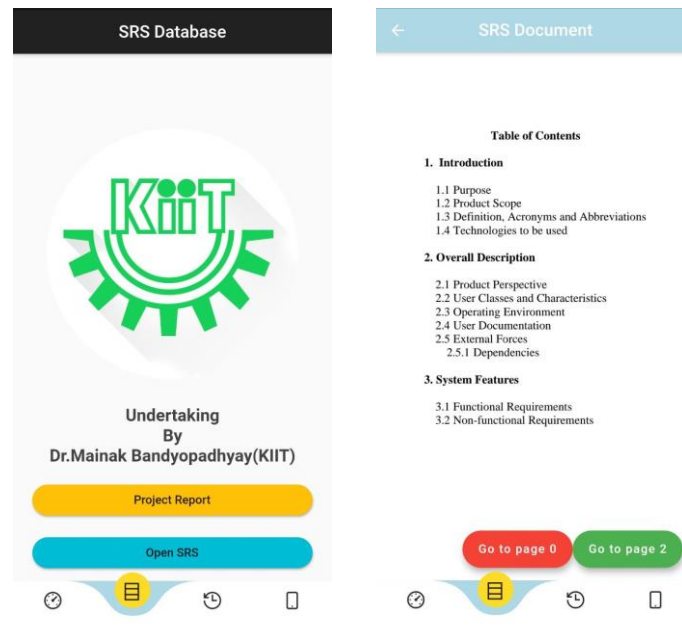 SRS Database
KiiT
Undertaking
By
Dr.Mainak Bandyopadhyay(KIIT)
Project Report
Open SRS
SRS Document
Table of Contents
1. Introduction
1.1 Purpose
1.2 Product Scope
1.3 Definition, Acronyms and Abbreviations
1.4 Technologies to be used
2. Overall Description
2.1 Product Perspective
2.2 User Classes and Characteristics
2.3 Operating Environment
2.4 User Documentation
2.5 External Forces
2.5.1 Dependencies
3. System Features
3.1 Functional Requirements
3.2 Non-functional Requirements
Go to page 0
Go to page 2